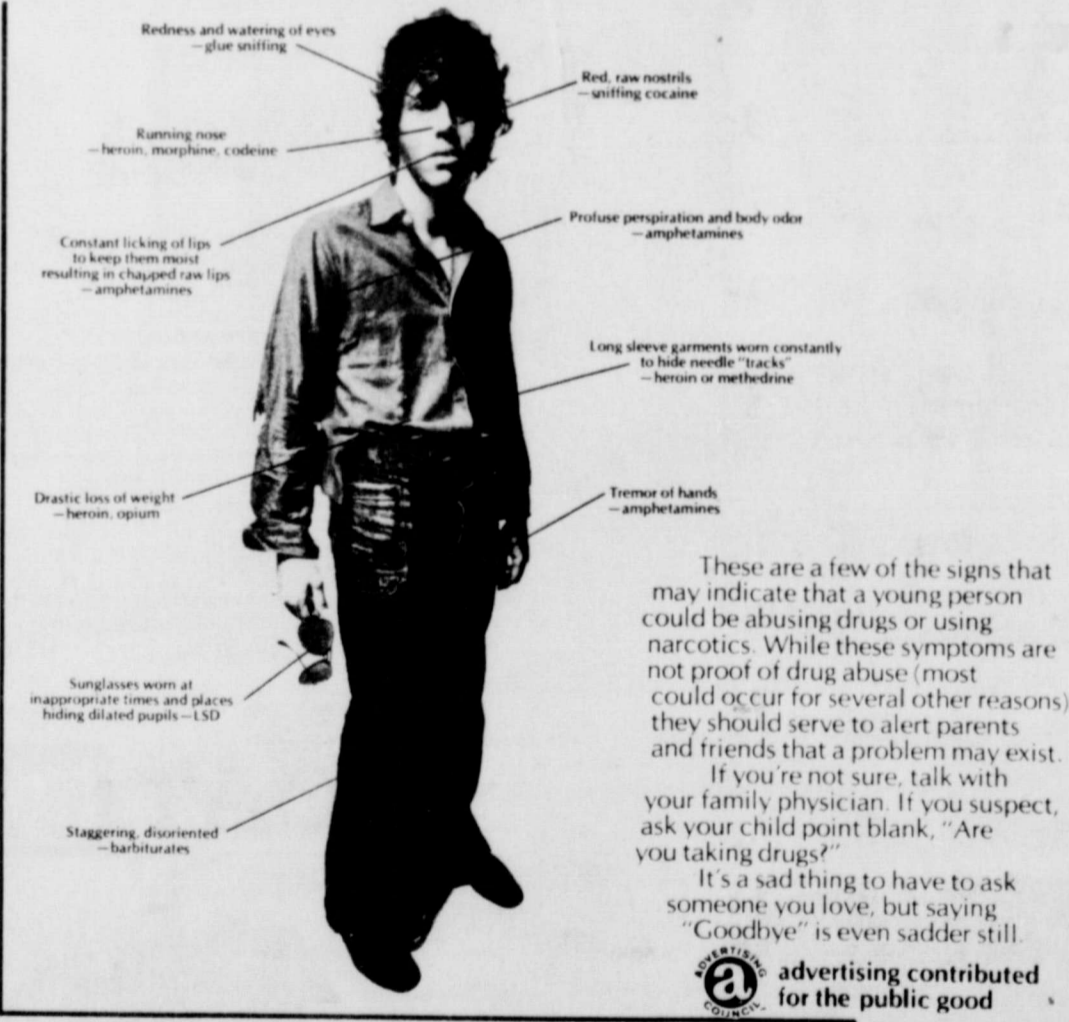 Redness and watering of eyes
—glue sniffing
Red, raw nostrils
—sniffing cocaine
Running nose
—heroin, morphine, codeine
Profuse perspiration and body odor
—amphetamines
Constant licking of lips
to keep them moist
resulting in chapped raw lips
—amphetamines
Long sleeve garments worn constantly
to hide needle "tracks"
—heroin or methedrine
Drastic loss of weight
—heroin, opium
Tremor of hands
—amphetamines
Sunglasses worn at
inappropriate times and places
hiding dilated pupils—LSD
Staggering, disoriented
—barbiturates
These are a few of the signs that
may indicate that a young person
could be abusing drugs or using
narcotics. While these symptoms are
not proof of drug abuse (most
could occur for several other reasons)
they should serve to alert parents
and friends that a problem may exist.
If you're not sure, talk with
your family physician. If you suspect,
ask your child point blank, "Are
you taking drugs?"
It's a sad thing to have to ask
someone you love, but saying
"Goodbye" is even sadder still.
ADVERTISING
a
COUNCIL
advertising contributed
for the public good